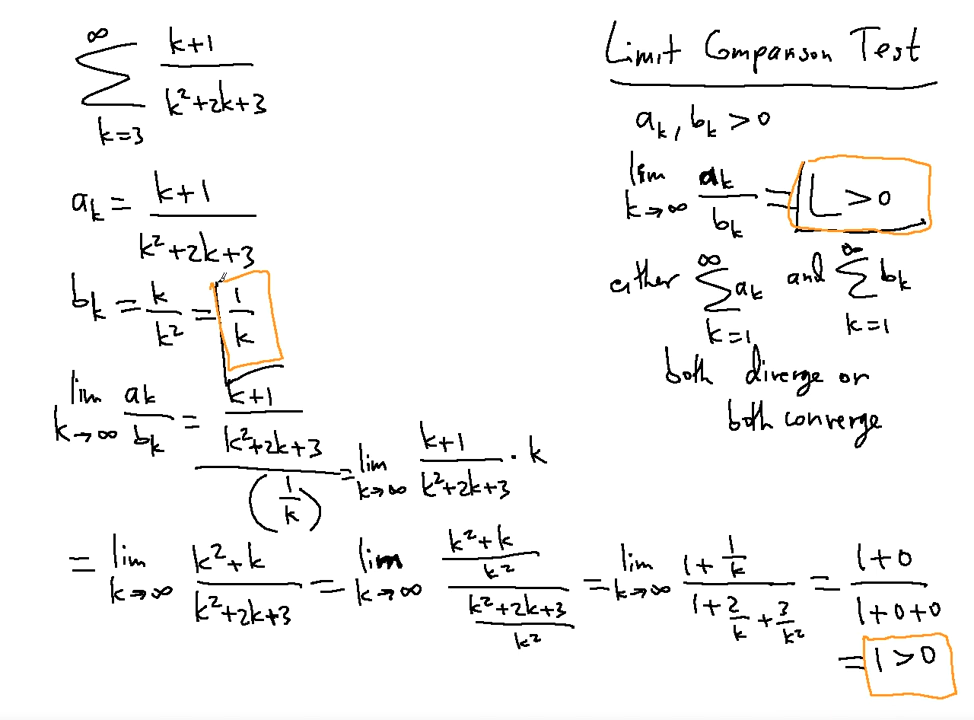 ∞
∑ (k+1)/(k²+2k+3)
k=3
a_k = (k+1)/(k²+2k+3)
b_k = k/k² = 1/k
lim_{k→∞} a_k/b_k = ((k+1)/(k²+2k+3))/(1/k) = lim_{k→∞} (k+1)/(k²+2k+3) · k
= lim_{k→∞} (k²+k)/(k²+2k+3) = lim_{k→∞} ((k²+k)/k²)/((k²+2k+3)/k²) = lim_{k→∞} (1+1/k)/(1+2/k+3/k²) = (1+0)/(1+0+0)
= 1 > 0
Limit Comparison Test
a_k, b_k > 0
lim_{k→∞} a_k/b_k = L > 0
either ∑_{k=1}^{∞} a_k and ∑_{k=1}^{∞} b_k
both diverge or
both converge